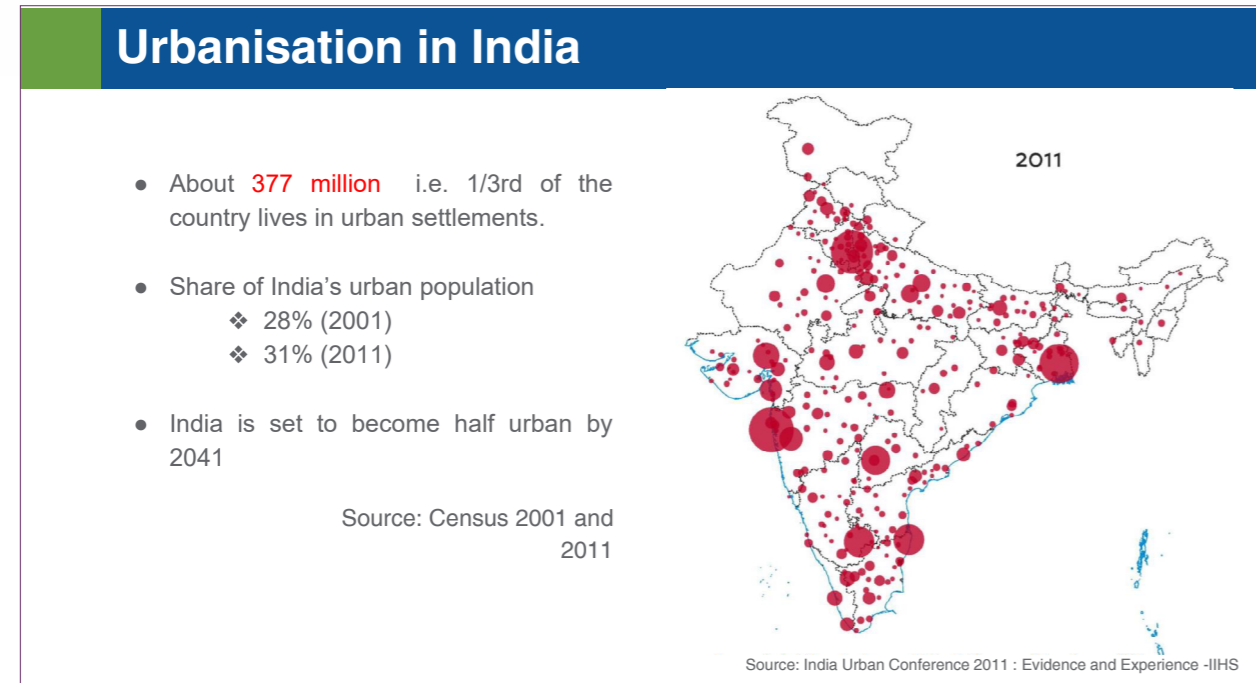 Urbanisation in India
● About 377 million i.e. 1/3rd of the
country lives in urban settlements.
● Share of India’s urban population
❖ 28% (2001)
❖ 31% (2011)
● India is set to become half urban by
2041
Source: Census 2001 and
2011
2011
Source: India Urban Conference 2011 : Evidence and Experience -IIHS